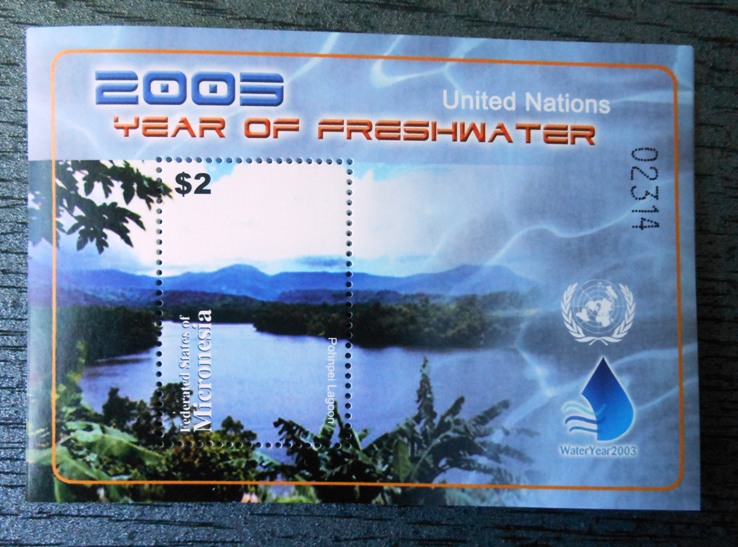 2003
United Nations
YEAR OF FRESHWATER
02314
$2
Federated States of
Micronesia
Pohnpei Lagoon
WaterYear2003